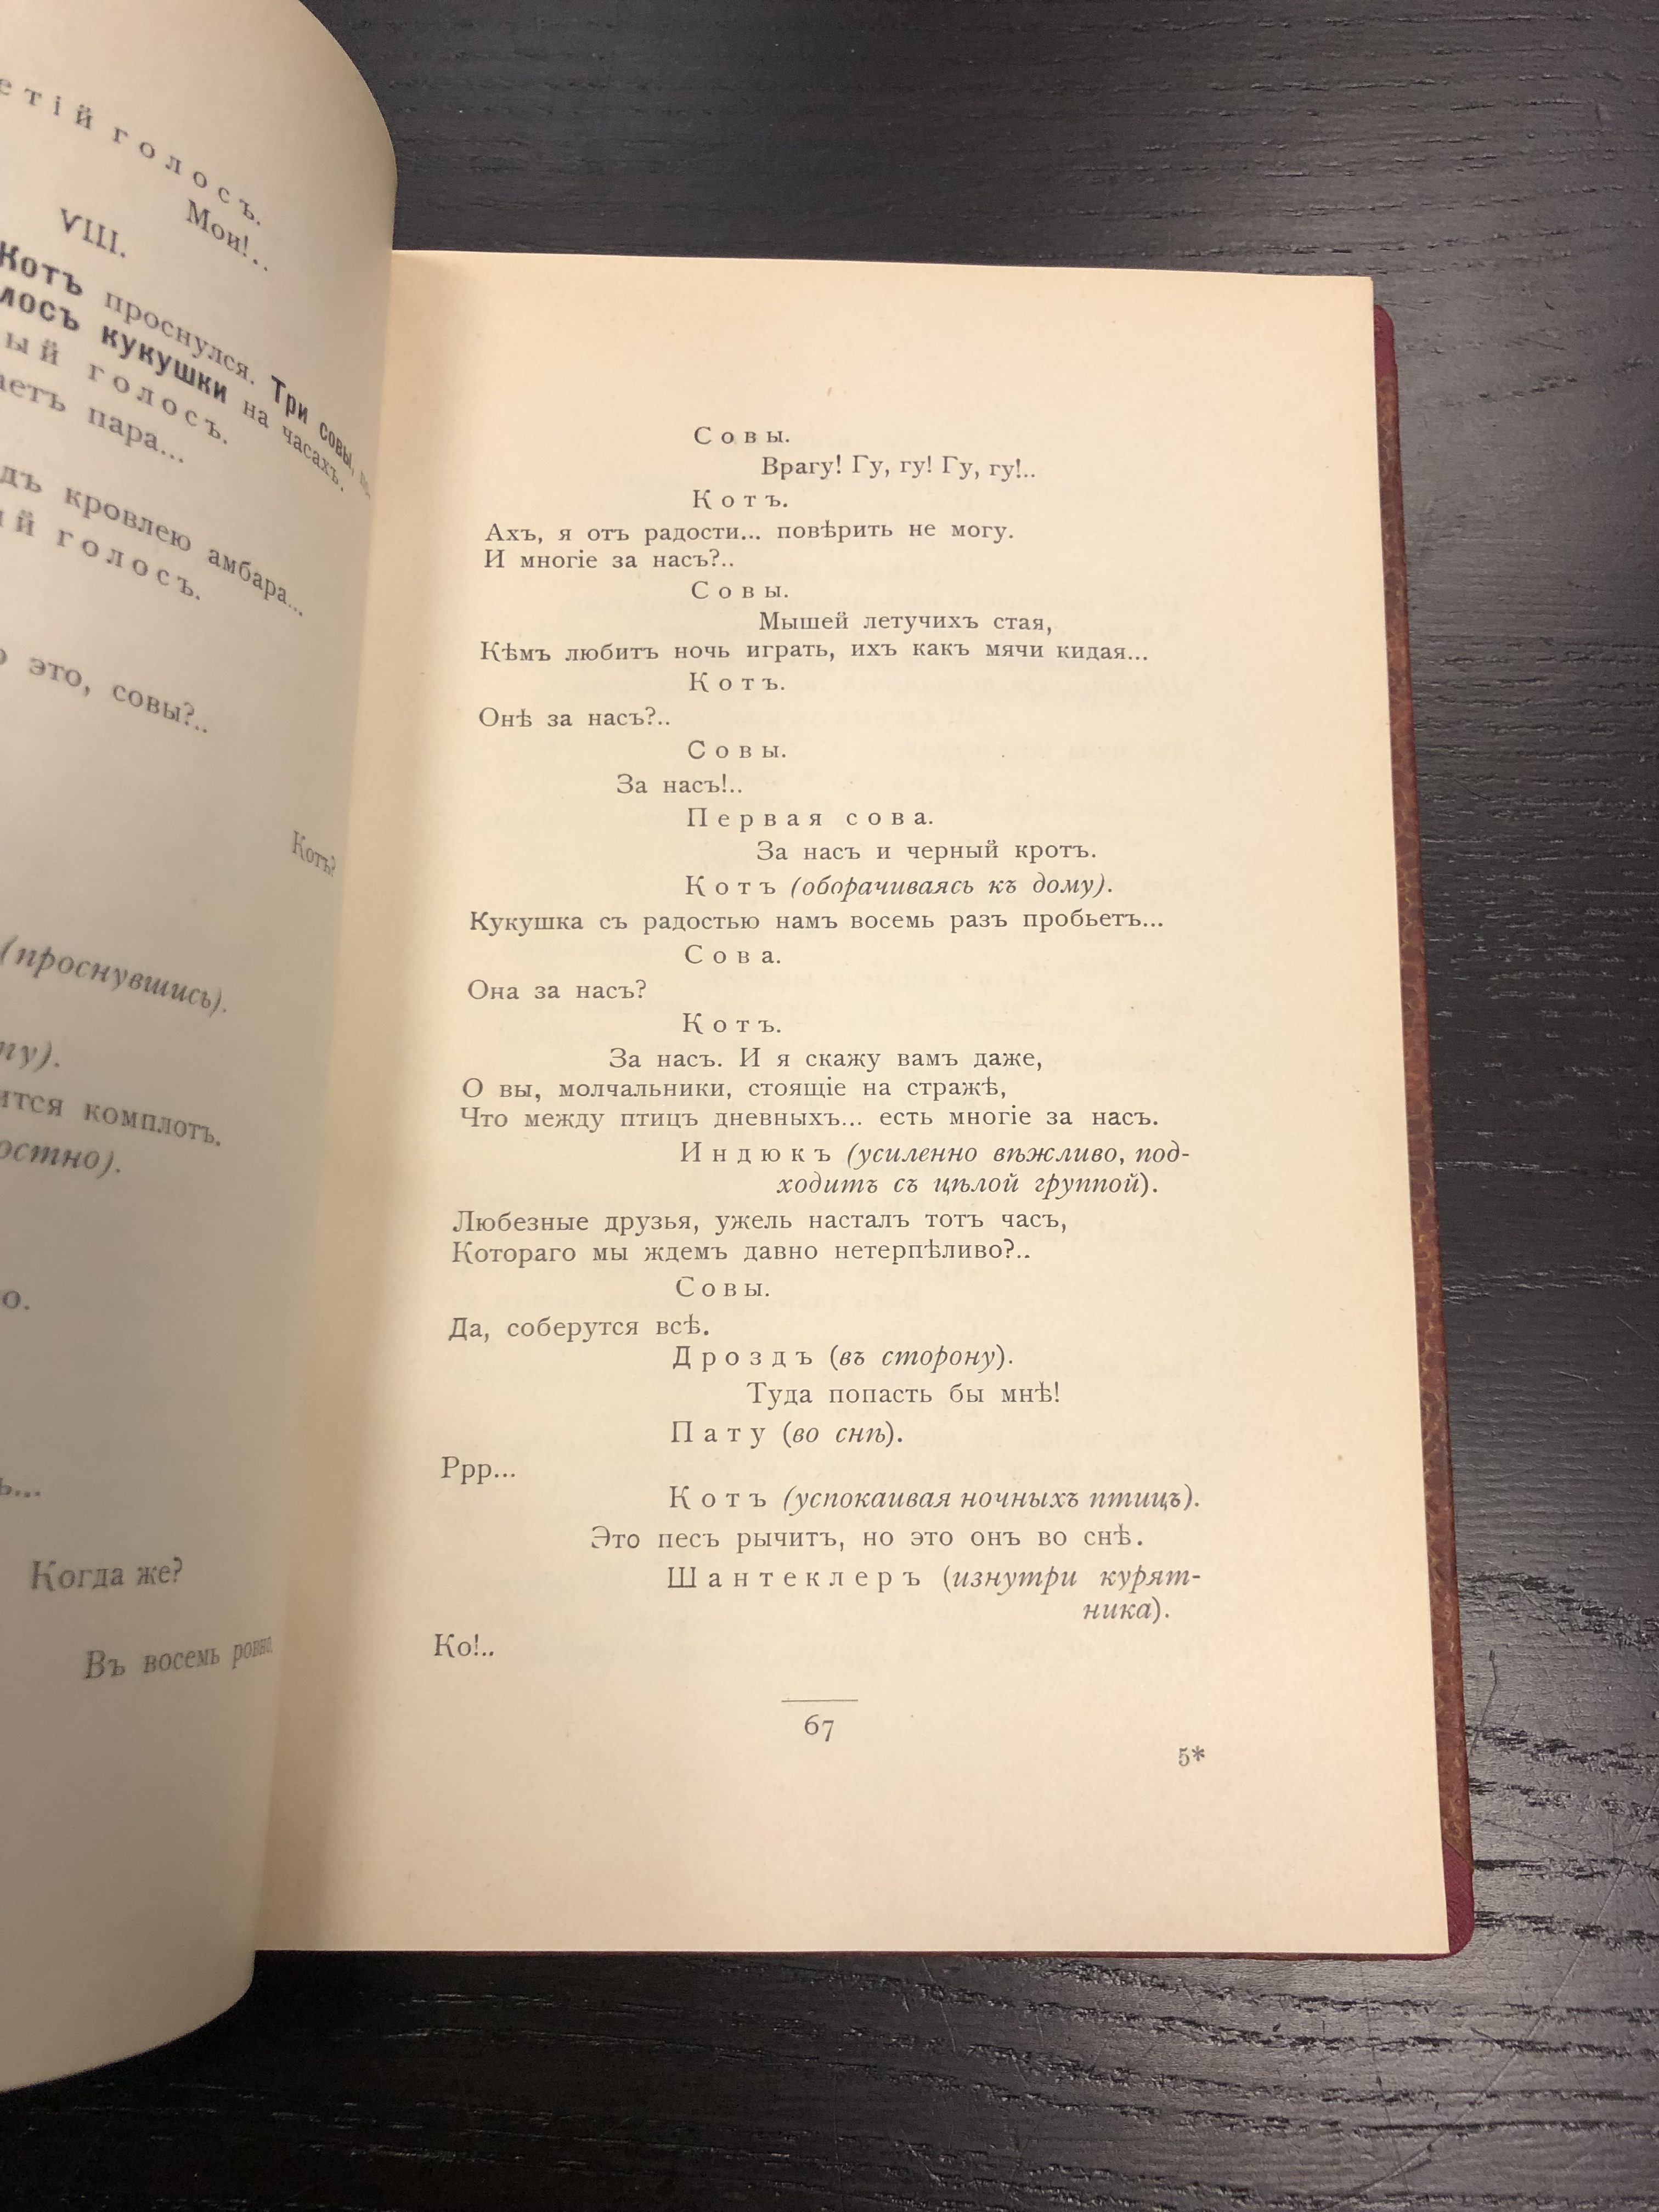 голосъ.
Мои!..
VIII.
Котъ проснулся. Три совы,
кукушки на часахъ.
голосъ.
пара...
кровлею амбара...
голосъ.
это, совы?..
Котъ?
(проснувшись).
комплотъ.
Когда же?
Въ восемь ровно
Совы.
Врагу! Гу, гу! Гу, гу!..
Котъ.
Ахъ, я отъ радости... повѣрить не могу.
И многіе за насъ?..
Совы.
Мышей летучихъ стая,
Кѣмъ любитъ ночь играть, ихъ какъ мячи кидая...
Котъ.
Онѣ за насъ?..
Совы.
За насъ!..
Первая сова.
За насъ и черный кротъ.
Котъ (оборачиваясь къ дому).
Кукушка съ радостью намъ восемь разъ пробьетъ...
Сова.
Она за насъ?
Котъ.
За насъ. И я скажу вамъ даже,
О вы, молчальники, стоящіе на стражѣ,
Что между птицъ дневныхъ... есть многіе за насъ.
Индюкъ (усиленно вѣжливо, под-
ходитъ съ цѣлой группой).
Любезные друзья, ужель насталъ тотъ часъ,
Котораго мы ждемъ давно нетерпѣливо?..
Совы.
Да, соберутся всѣ.
Дроздъ (въ сторону).
Туда попасть бы мнѣ!
Пату (во снѣ).
Ррр...
Котъ (успокаивая ночныхъ птицъ).
Это песъ рычитъ, но это онъ во снѣ.
Шантеклеръ (изнутри курят-
ника).
Ко!..
67
5*